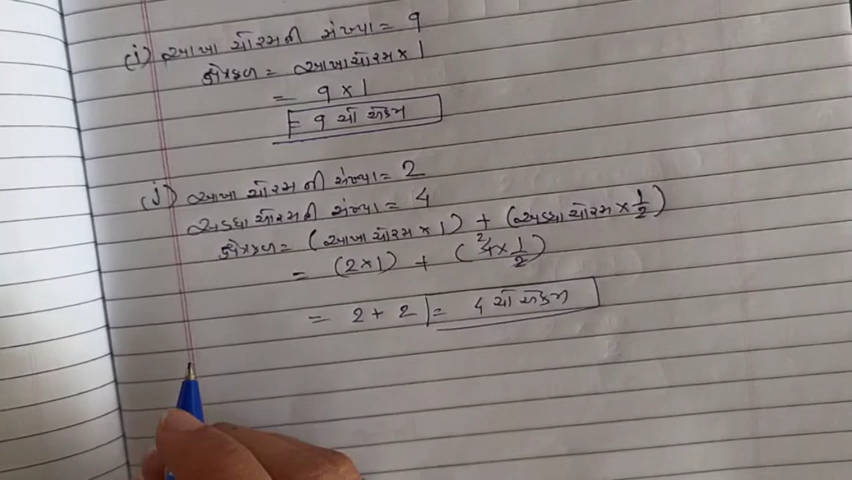 (i) આખા ચોરસની સંખ્યા = 9
ક્ષેત્રફળ = આખાચોરસ × 1
= 9 × 1
= 9 ચો એકમ
(j) આખા ચોરસ ની સંખ્યા = 2
અડધા ચોરસની સંખ્યા = 4
ક્ષેત્રફળ = (આખા ચોરસ × 1) + (અડધા ચોરસ × 1/2)
= (2×1) + (4 2 × 1/2)
= 2 + 2 = 4 ચો એકમ